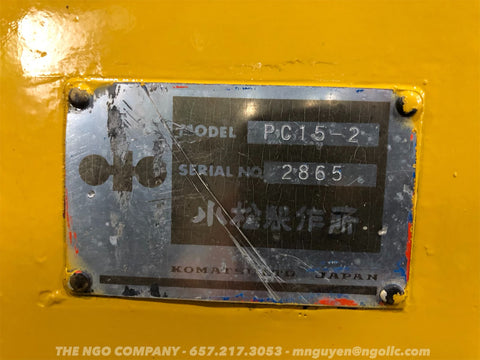 MODEL PC15-2
SERIAL NO. 2865
小松製作所
KOMATSU LTD JAPAN
THE NGO COMPANY - 657.217.3053 - mnguyen@ngollc.com